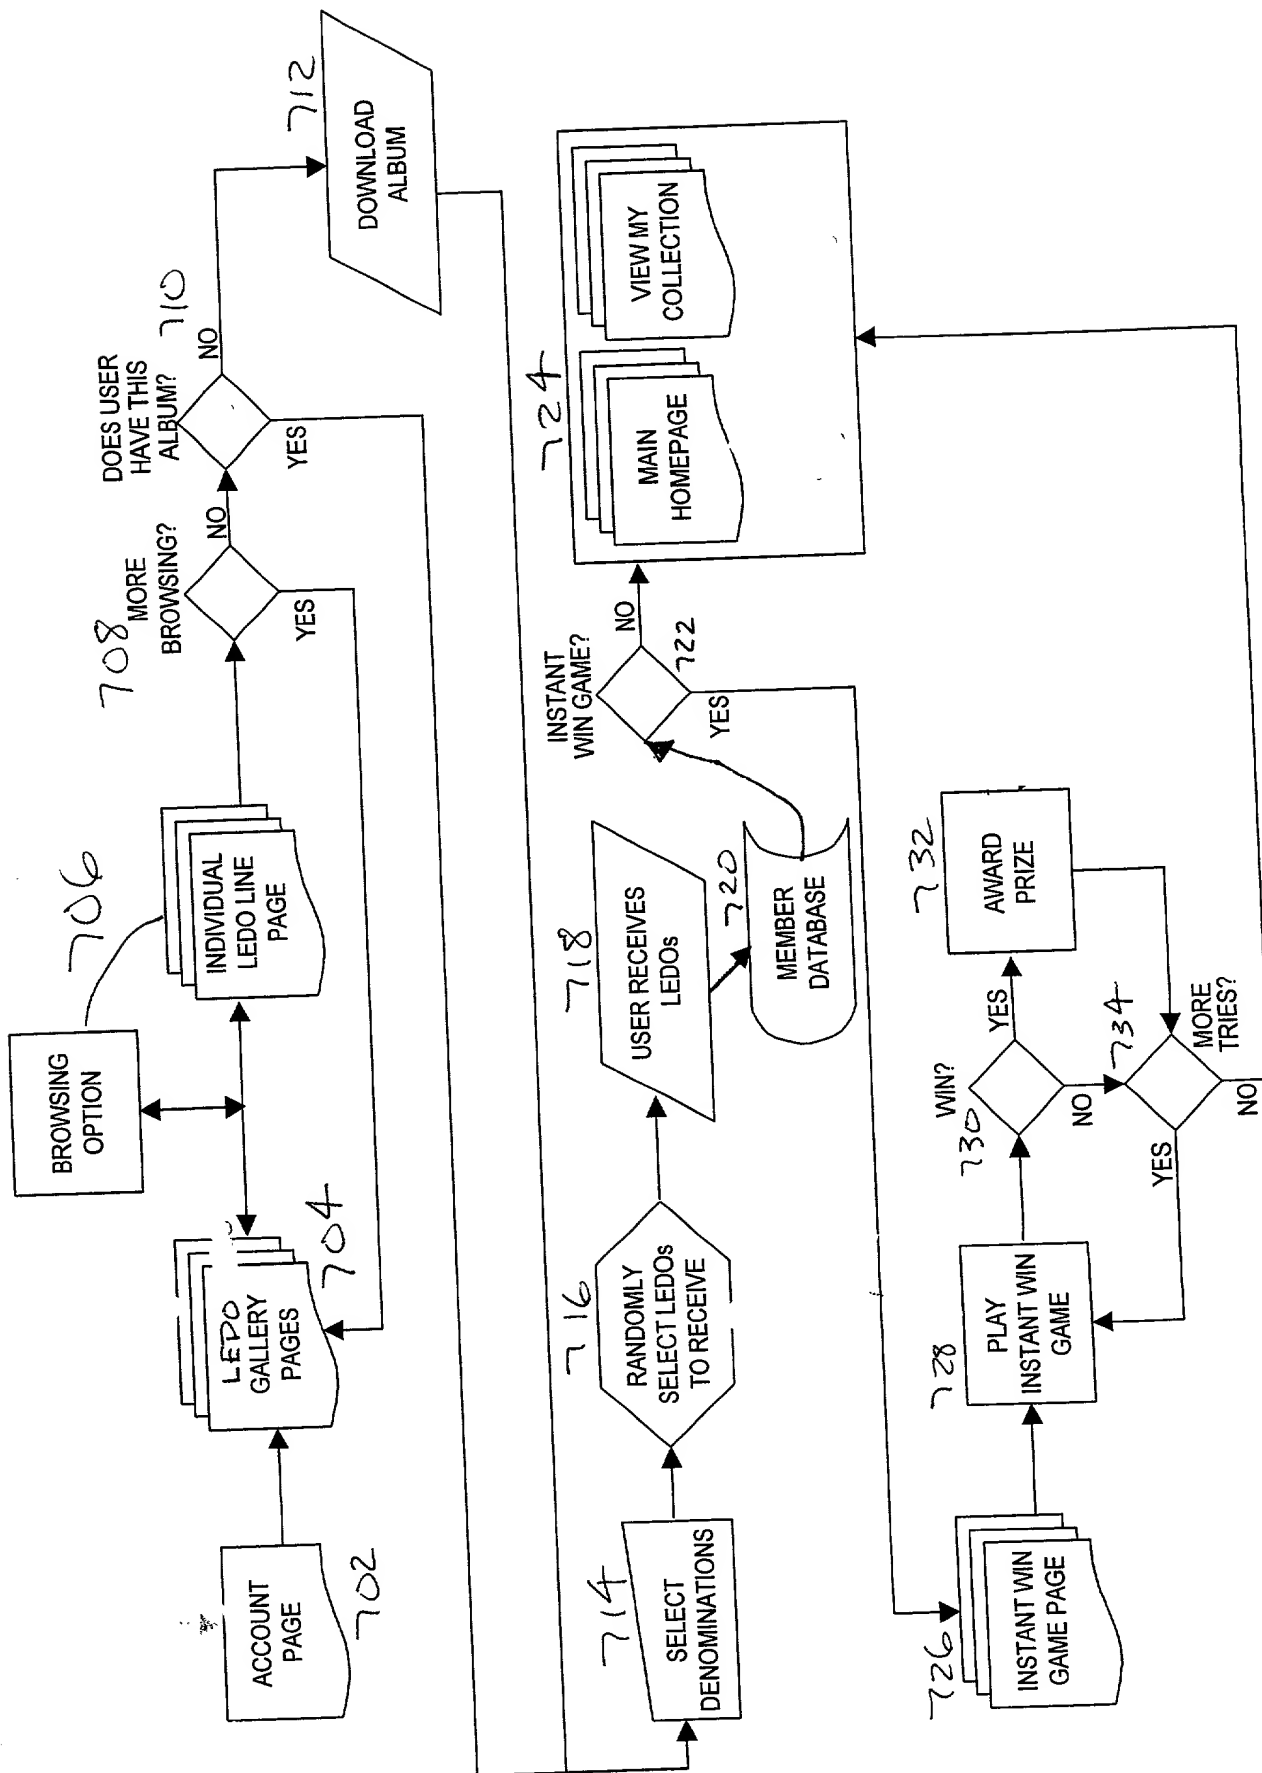 ACCOUNT
PAGE
702
LEDO
GALLERY
PAGES
704
BROWSING
OPTION
706
INDIVIDUAL
LEDO LINE
PAGE
708
MORE
BROWSING?
NO
YES
DOES USER
HAVE THIS
ALBUM?
710
NO
YES
712
DOWNLOAD
ALBUM
714
SELECT
DENOMINATIONS
716
RANDOMLY
SELECT LEDOs
TO RECEIVE
718
USER RECEIVES
LEDOs
720
MEMBER
DATABASE
INSTANT
WIN GAME?
722
NO
YES
724
MAIN
HOMEPAGE
VIEW MY
COLLECTION
726
INSTANT WIN
GAME PAGE
728
PLAY
INSTANT WIN
GAME
WIN?
730
YES
NO
732
AWARD
PRIZE
734
MORE
TRIES?
YES
NO